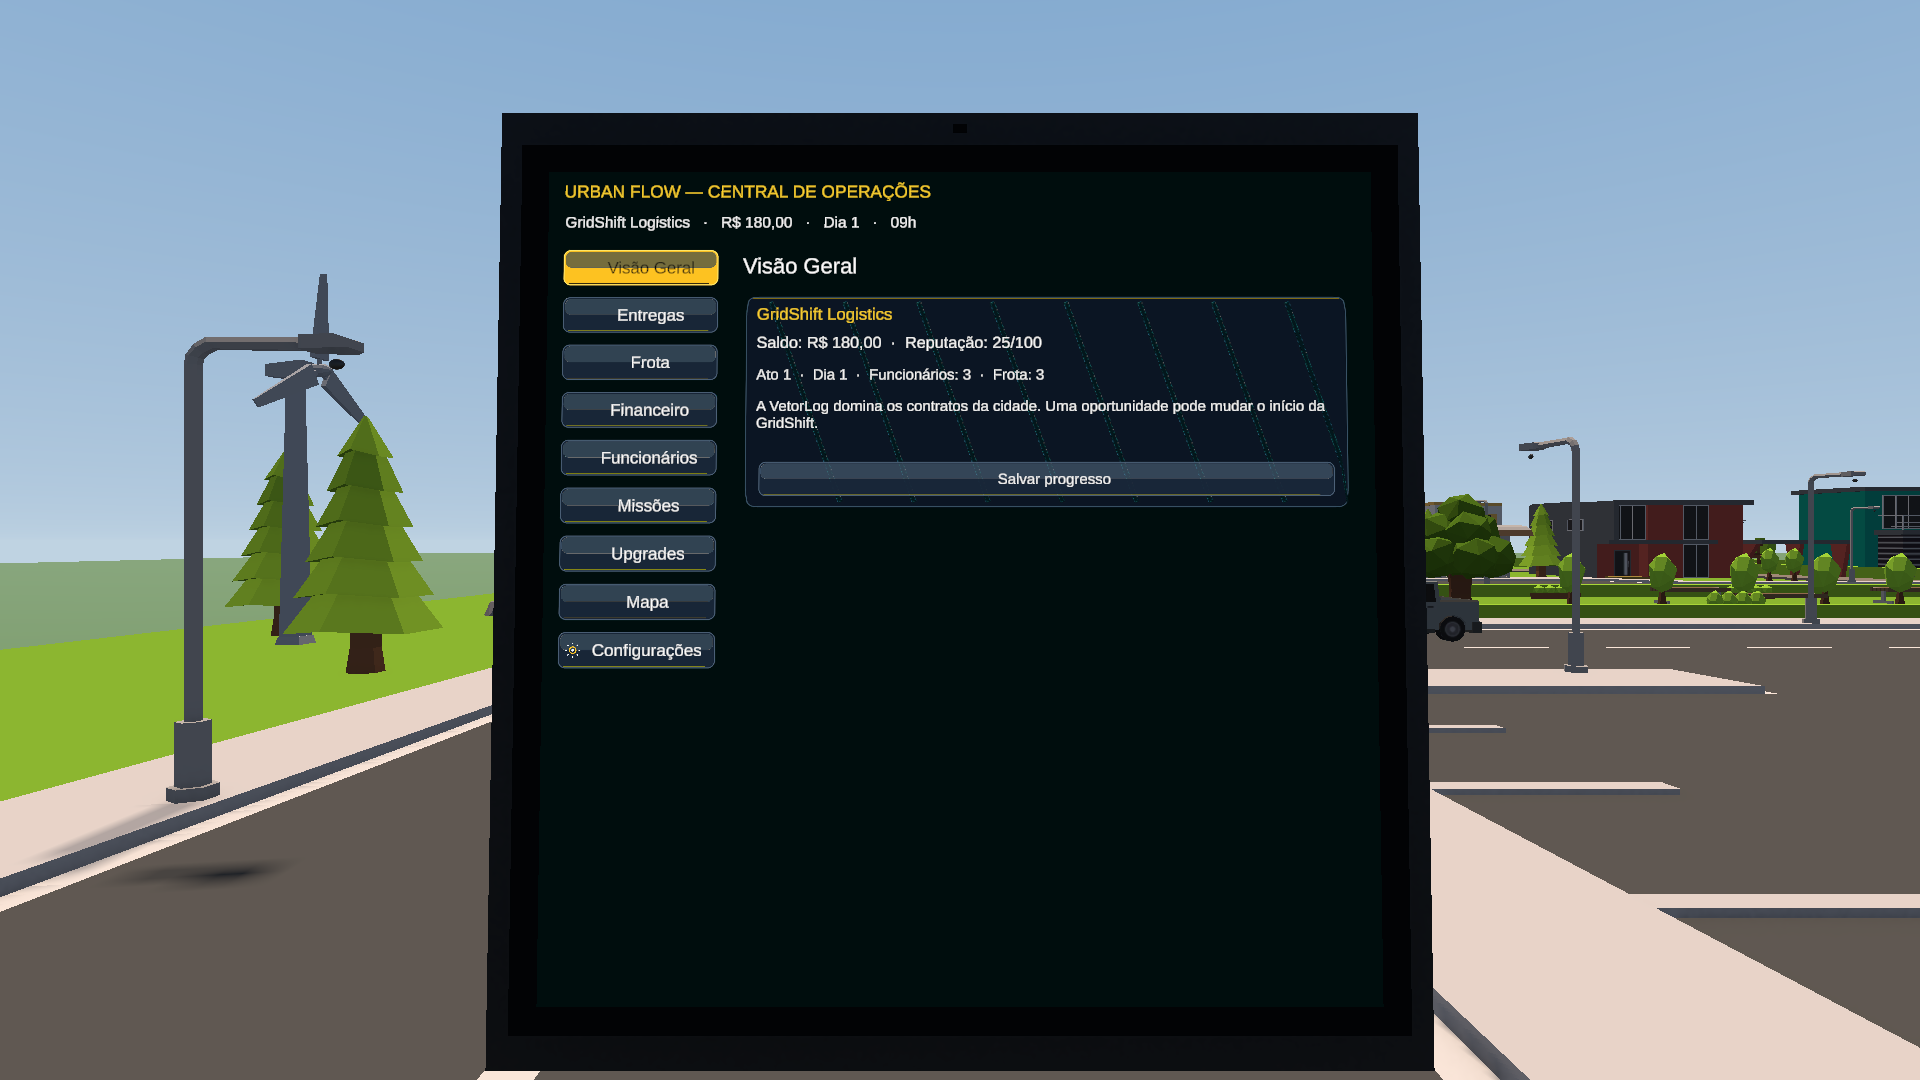 URBAN FLOW — CENTRAL DE OPERAÇÕES
GridShift Logistics · R$ 180,00 · Dia 1 · 09h
Visão Geral
Entregas
Frota
Financeiro
Funcionários
Missões
Upgrades
Mapa
Configurações
Visão Geral
GridShift Logistics
Saldo: R$ 180,00 · Reputação: 25/100
Ato 1 · Dia 1 · Funcionários: 3 · Frota: 3
A VetorLog domina os contratos da cidade. Uma oportunidade pode mudar o início da
GridShift.
Salvar progresso